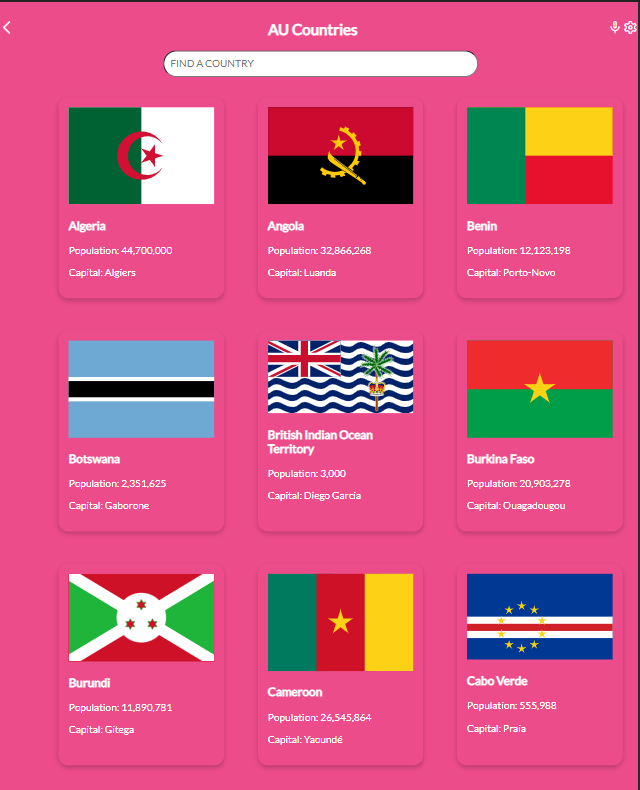 AU Countries
FIND A COUNTRY
Algeria
Population: 44,700,000
Capital: Algiers
Angola
Population: 32,866,268
Capital: Luanda
Benin
Population: 12,123,198
Capital: Porto-Novo
Botswana
Population: 2,351,625
Capital: Gaborone
British Indian Ocean
Territory
Population: 3,000
Capital: Diego Garcia
Burkina Faso
Population: 20,903,278
Capital: Ouagadougou
Burundi
Population: 11,890,781
Capital: Gitega
Cameroon
Population: 26,545,864
Capital: Yaoundé
Cabo Verde
Population: 555,988
Capital: Praia